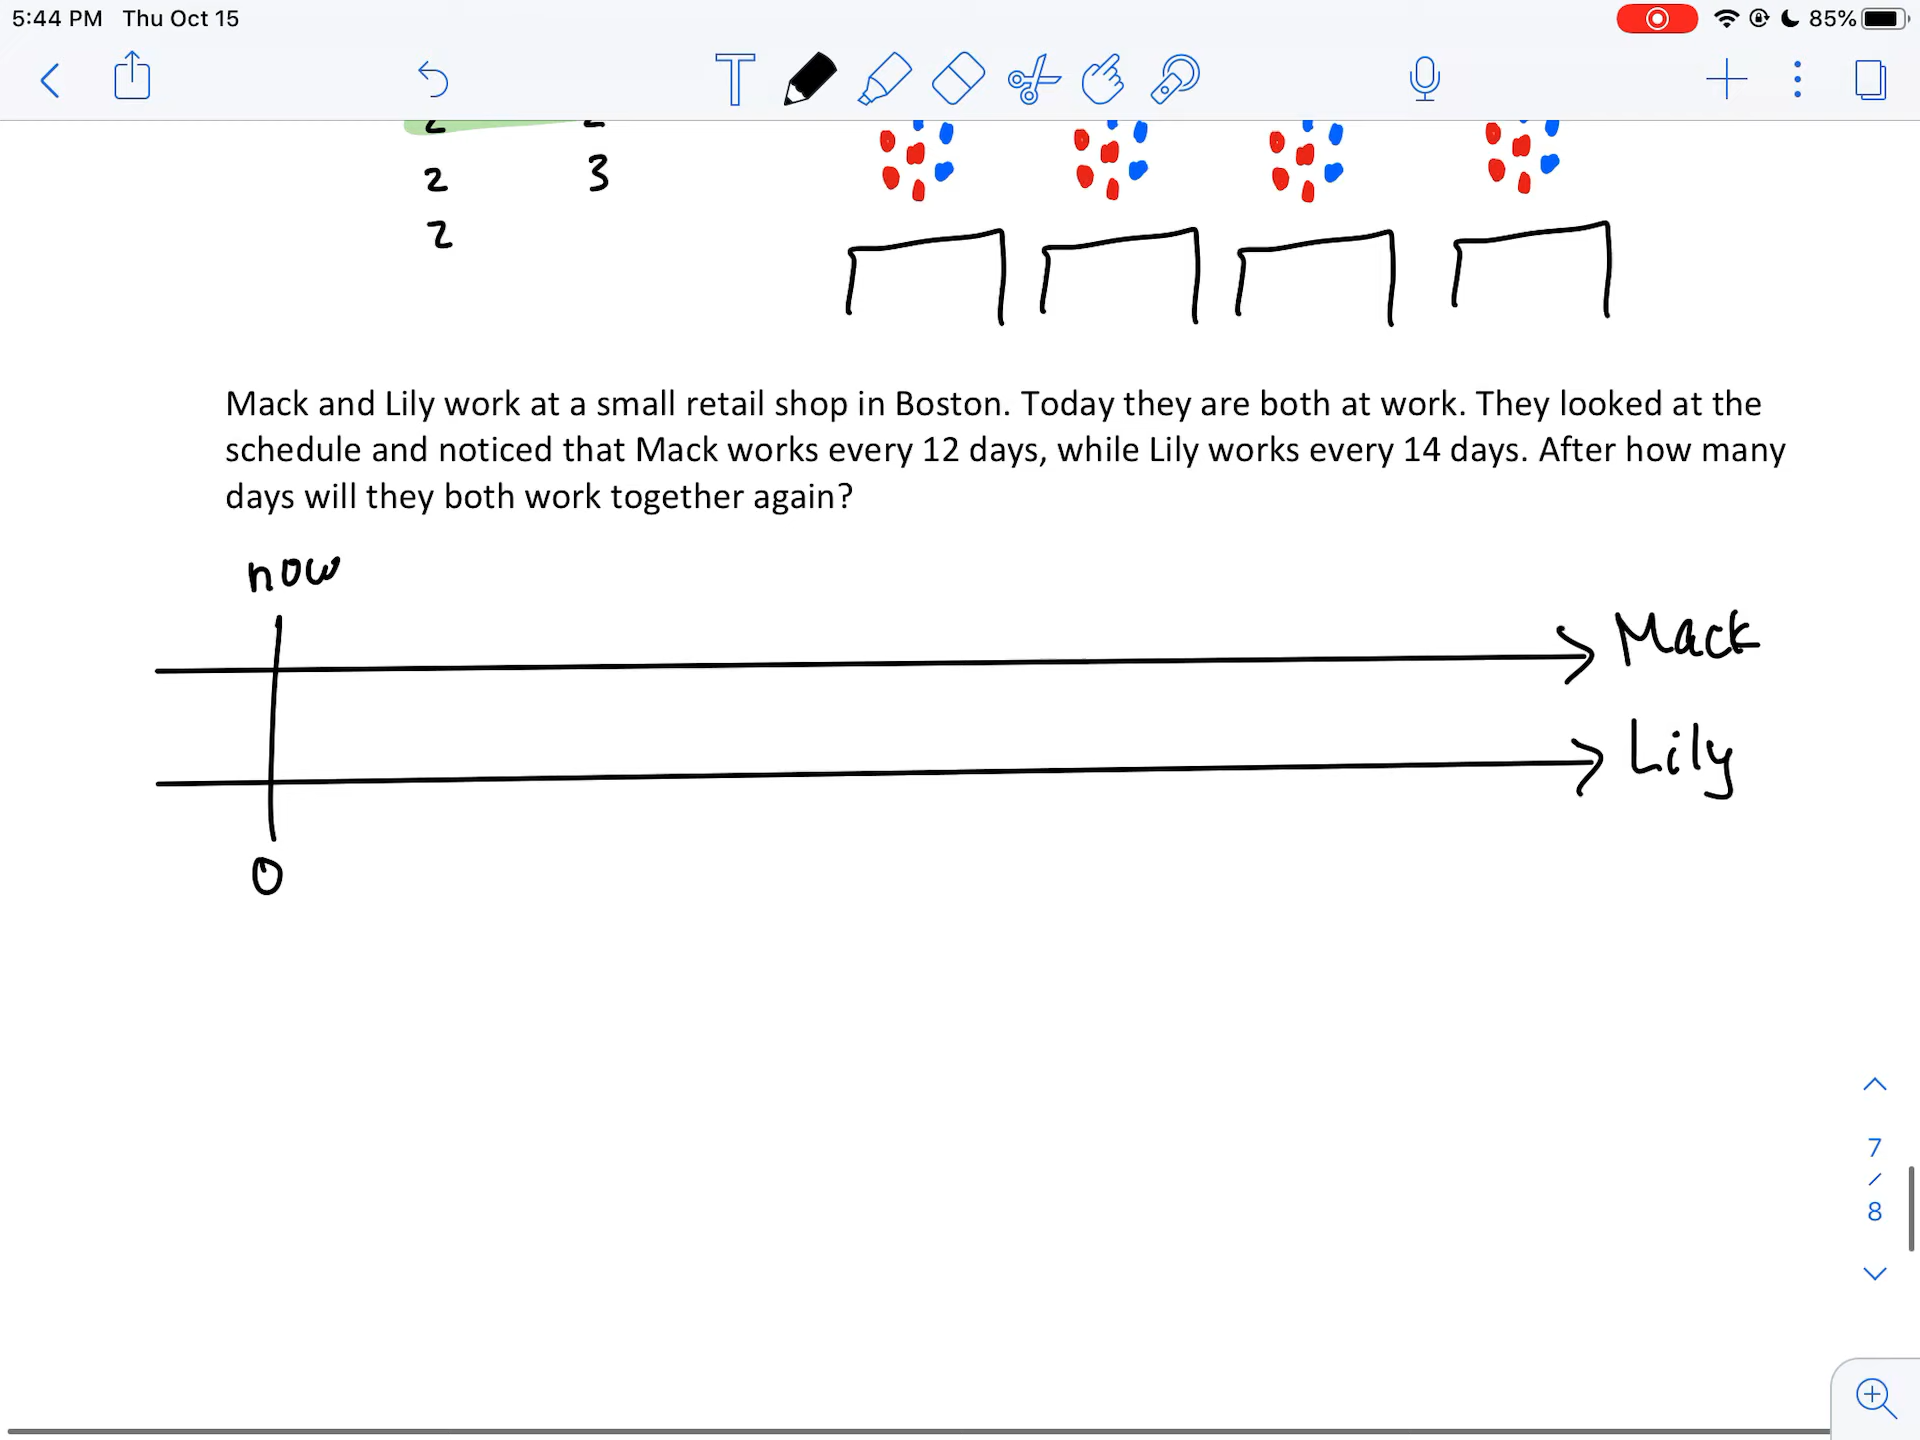 5:44 PM Thu Oct 15 85%
T
2 3
2
Mack and Lily work at a small retail shop in Boston. Today they are both at work. They looked at the
schedule and noticed that Mack works every 12 days, while Lily works every 14 days. After how many
days will they both work together again?
now
Mack
Lily
0
7
/
8